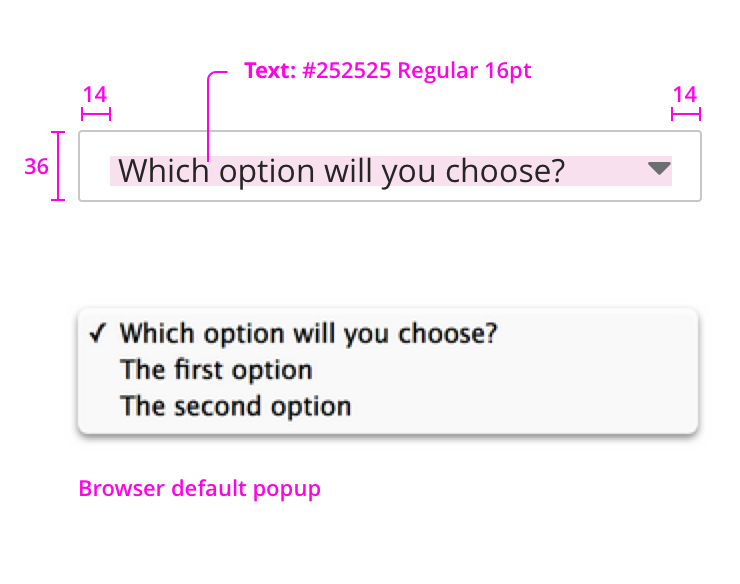 Text: #252525 Regular 16pt
14
14
36
Which option will you choose?
✓ Which option will you choose?
The first option
The second option
Browser default popup